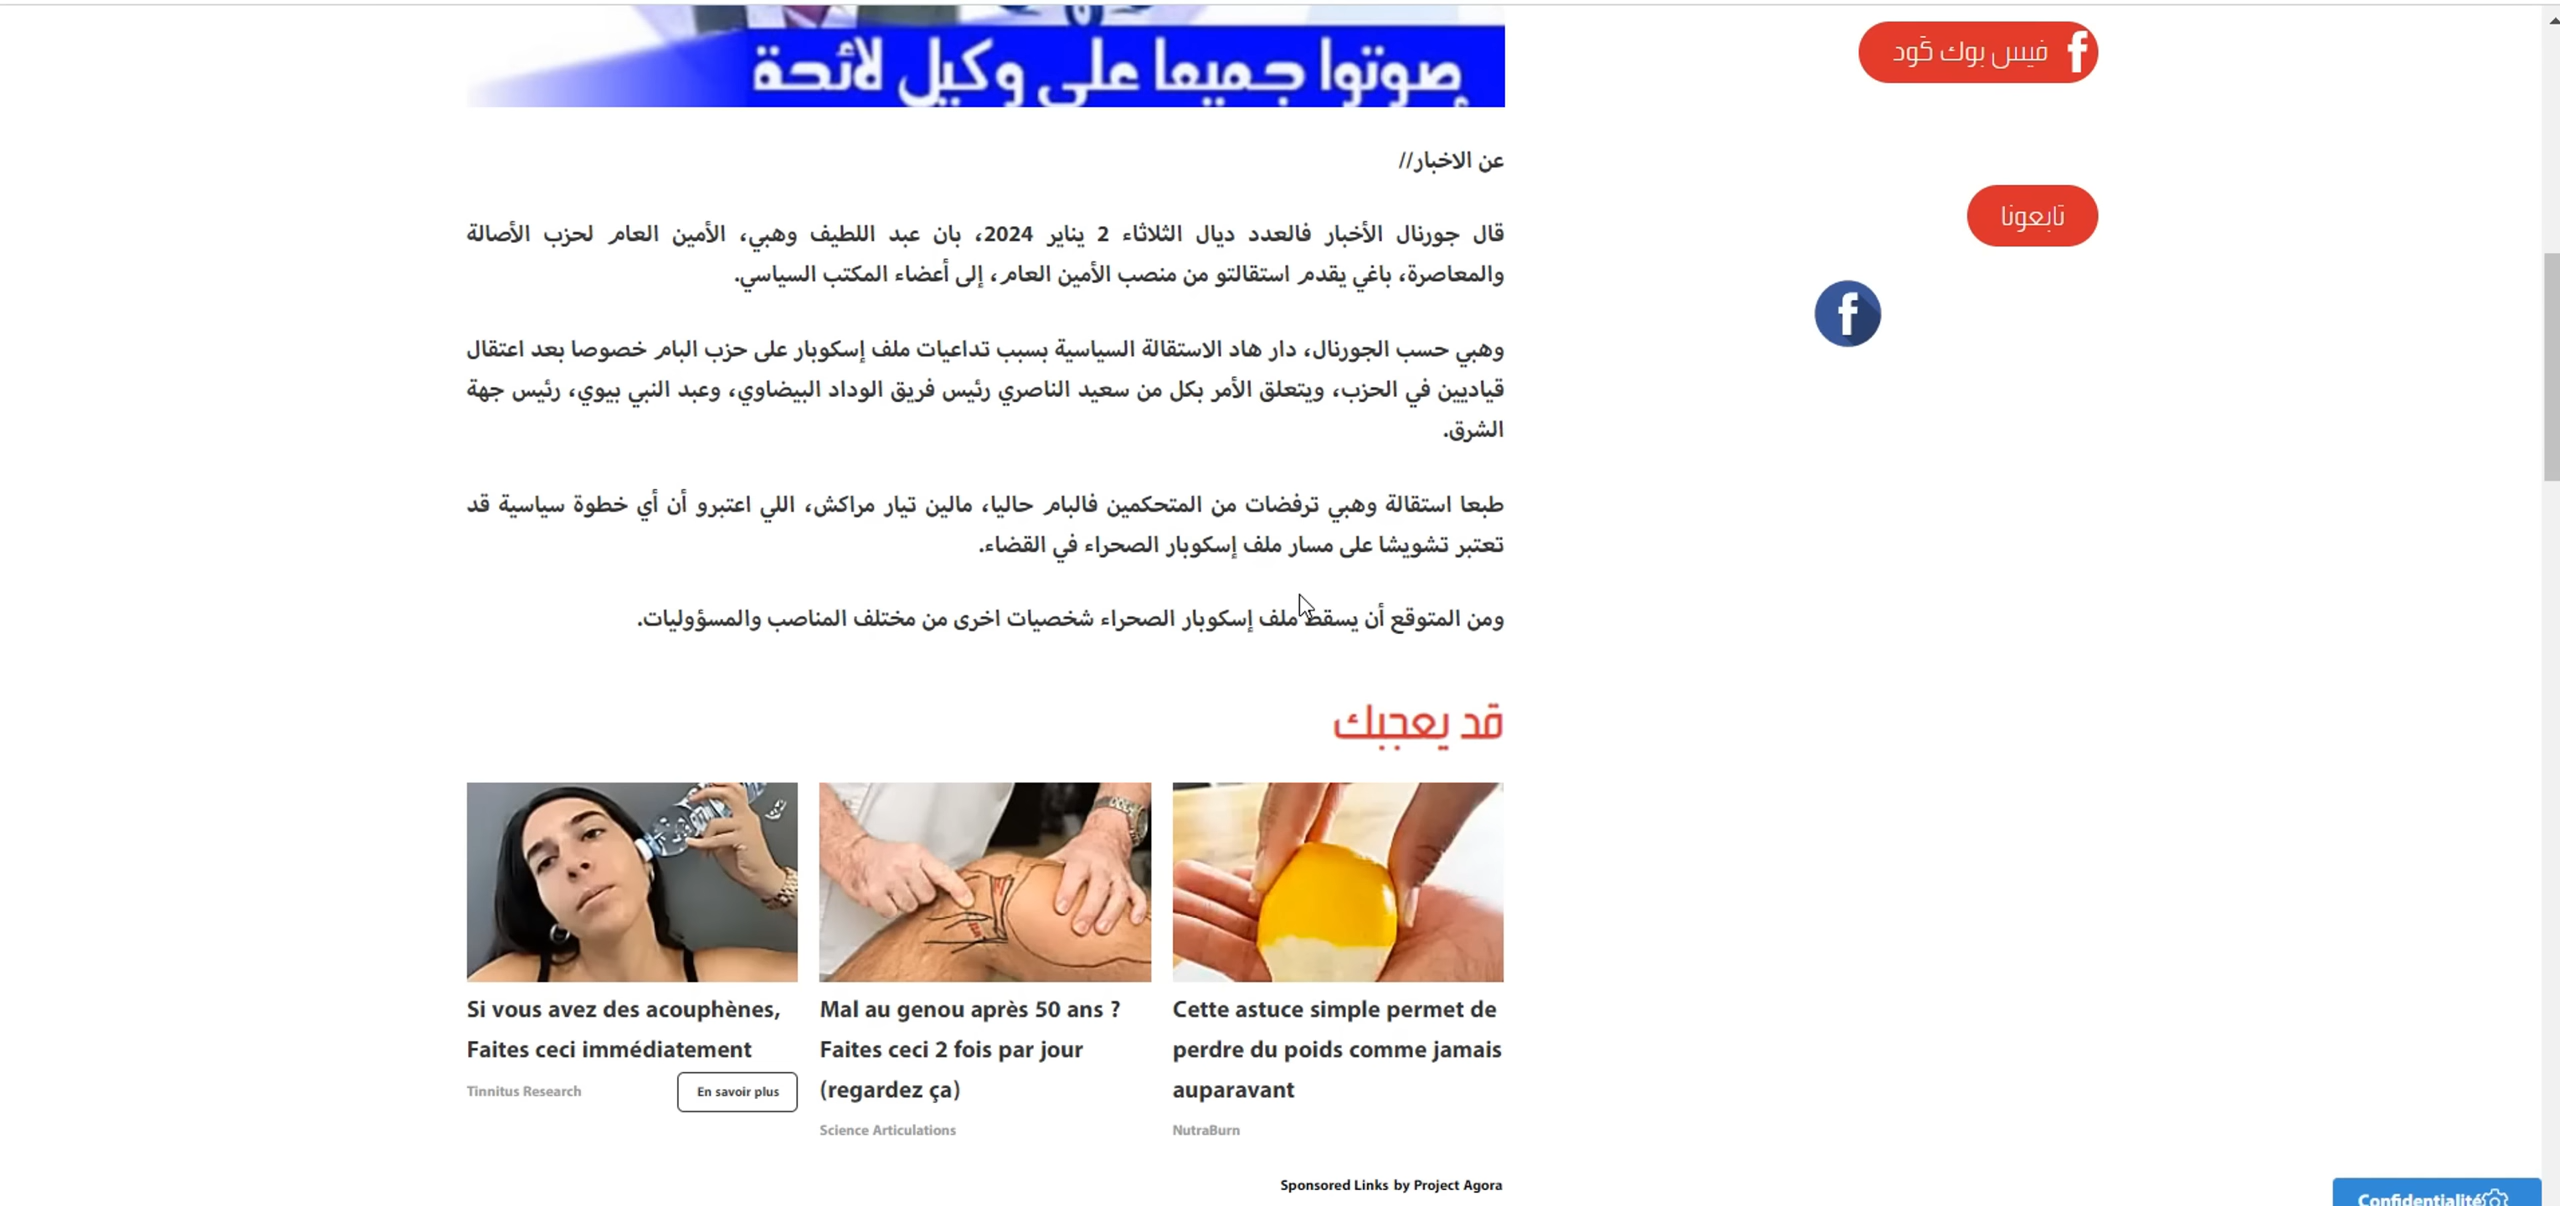 صوتوا جميعا على وكيل لائحة
فيس بوك كود
عن الاخبار//
تابعونا
قال جورنال الأخبار فالعدد ديال الثلاثاء 2 يناير 2024، بان عبد اللطيف وهبي، الأمين العام لحزب الأصالة
والمعاصرة، باغي يقدم استقالتو من منصب الأمين العام، إلى أعضاء المكتب السياسي.
وهبي حسب الجورنال، دار هاد الاستقالة السياسية بسبب تداعيات ملف إسكوبار على حزب البام خصوصا بعد اعتقال
قياديين في الحزب، ويتعلق الأمر بكل من سعيد الناصري رئيس فريق الوداد البيضاوي، وعبد النبي بيوي، رئيس جهة
الشرق.
طبعا استقالة وهبي ترفضات من المتحكمين فالبام حاليا، مالين تيار مراكش، اللي اعتبرو أن أي خطوة سياسية قد
تعتبر تشويشا على مسار ملف إسكوبار الصحراء في القضاء.
ومن المتوقع أن يسقط ملف إسكوبار الصحراء شخصيات اخرى من مختلف المناصب والمسؤوليات.
قد يعجبك
Si vous avez des acouphènes,
Faites ceci immédiatement
Tinnitus Research
En savoir plus
Mal au genou après 50 ans ?
Faites ceci 2 fois par jour
(regardez ça)
Science Articulations
Cette astuce simple permet de
perdre du poids comme jamais
auparavant
NutraBurn
Sponsored Links by Project Agora
Confidentialité